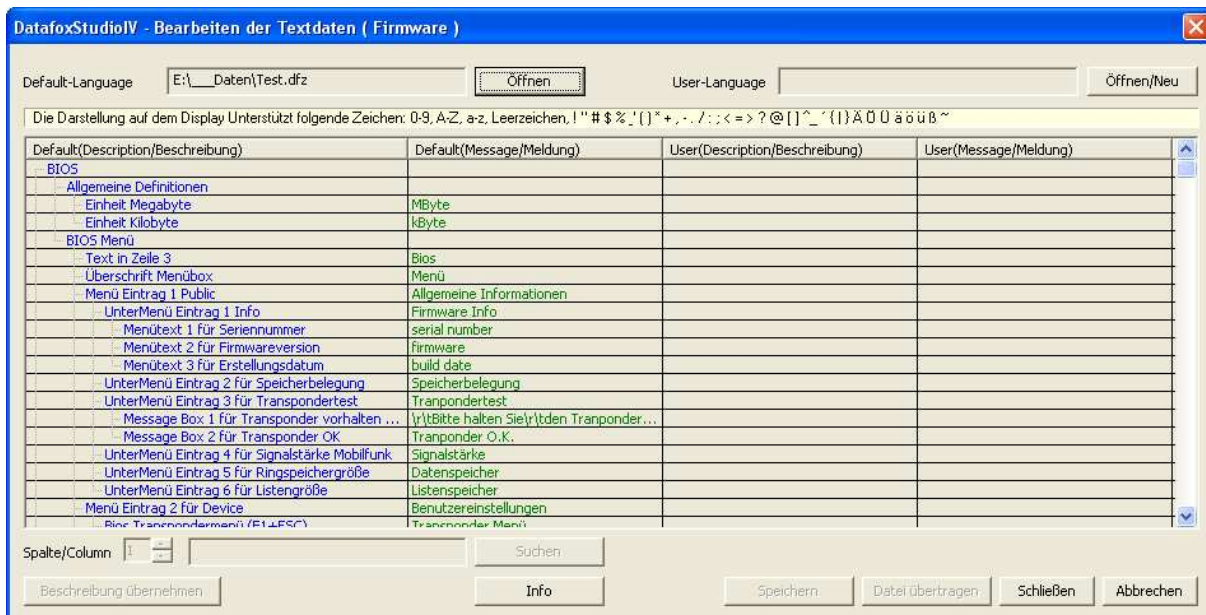 DatafoxStudioIV - Bearbeiten der Textdaten ( Firmware )
Default-Language E:\___Daten\Test.dfz Öffnen User-Language Öffnen/Neu
Die Darstellung auf dem Display Unterstützt folgende Zeichen: 0-9, A-Z, a-z, Leerzeichen, ! " # $ % _ ' ( ) * + , - . / : ; < = > ? @ [ ] ^ _ ´ { | } Ä Ö Ü ä ö ü ß ~
Default(Description/Beschreibung) Default(Message/Meldung) User(Description/Beschreibung) User(Message/Meldung)
BIOS
Allgemeine Definitionen
Einheit Megabyte MByte
Einheit Kilobyte kByte
BIOS Menü
Text in Zeile 3 Bios
Überschrift Menübox Menü
Menü Eintrag 1 Public Allgemeine Informationen
UnterMenü Eintrag 1 Info Firmware Info
Menütext 1 für Seriennummer serial number
Menütext 2 für Firmwareversion firmware
Menütext 3 für Erstellungsdatum build date
UnterMenü Eintrag 2 für Speicherbelegung Speicherbelegung
UnterMenü Eintrag 3 für Transpondertest Tranpondertest
Message Box 1 für Transponder vorhalten ... \r\tBitte halten Sie\r\tden Tranponder...
Message Box 2 für Transponder OK Tranponder O.K.
UnterMenü Eintrag 4 für Signalstärke Mobilfunk Signalstärke
UnterMenü Eintrag 5 für Ringspeichergröße Datenspeicher
UnterMenü Eintrag 6 für Listengröße Listenspeicher
Menü Eintrag 2 für Device Benutzereinstellungen
Bios Transpondermenü (F1+ESC) Transponder Menü
Spalte/Column 1 Suchen
Beschreibung übernehmen Info Speichern Datei übertragen Schließen Abbrechen